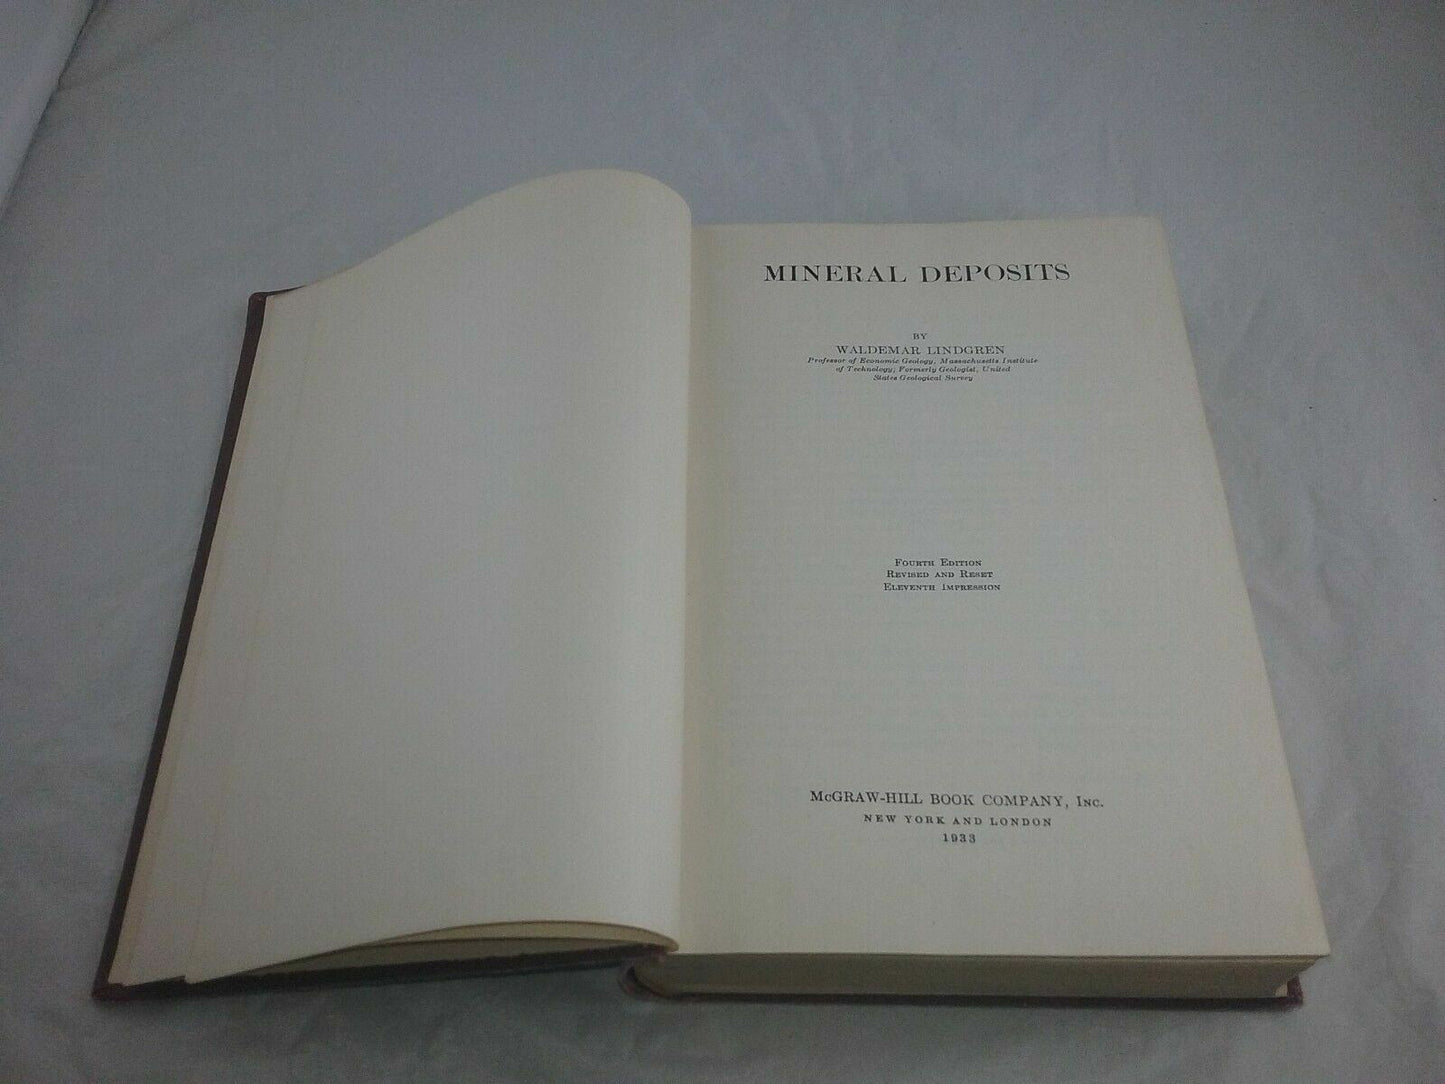 MINERAL DEPOSITS
BY
WALDEMAR LINDGREN
Professor of Economic Geology, Massachusetts Institute
of Technology; Formerly Geologist, United
States Geological Survey
FOURTH EDITION
REVISED AND RESET
ELEVENTH IMPRESSION
McGRAW-HILL BOOK COMPANY, INC.
NEW YORK AND LONDON
1933